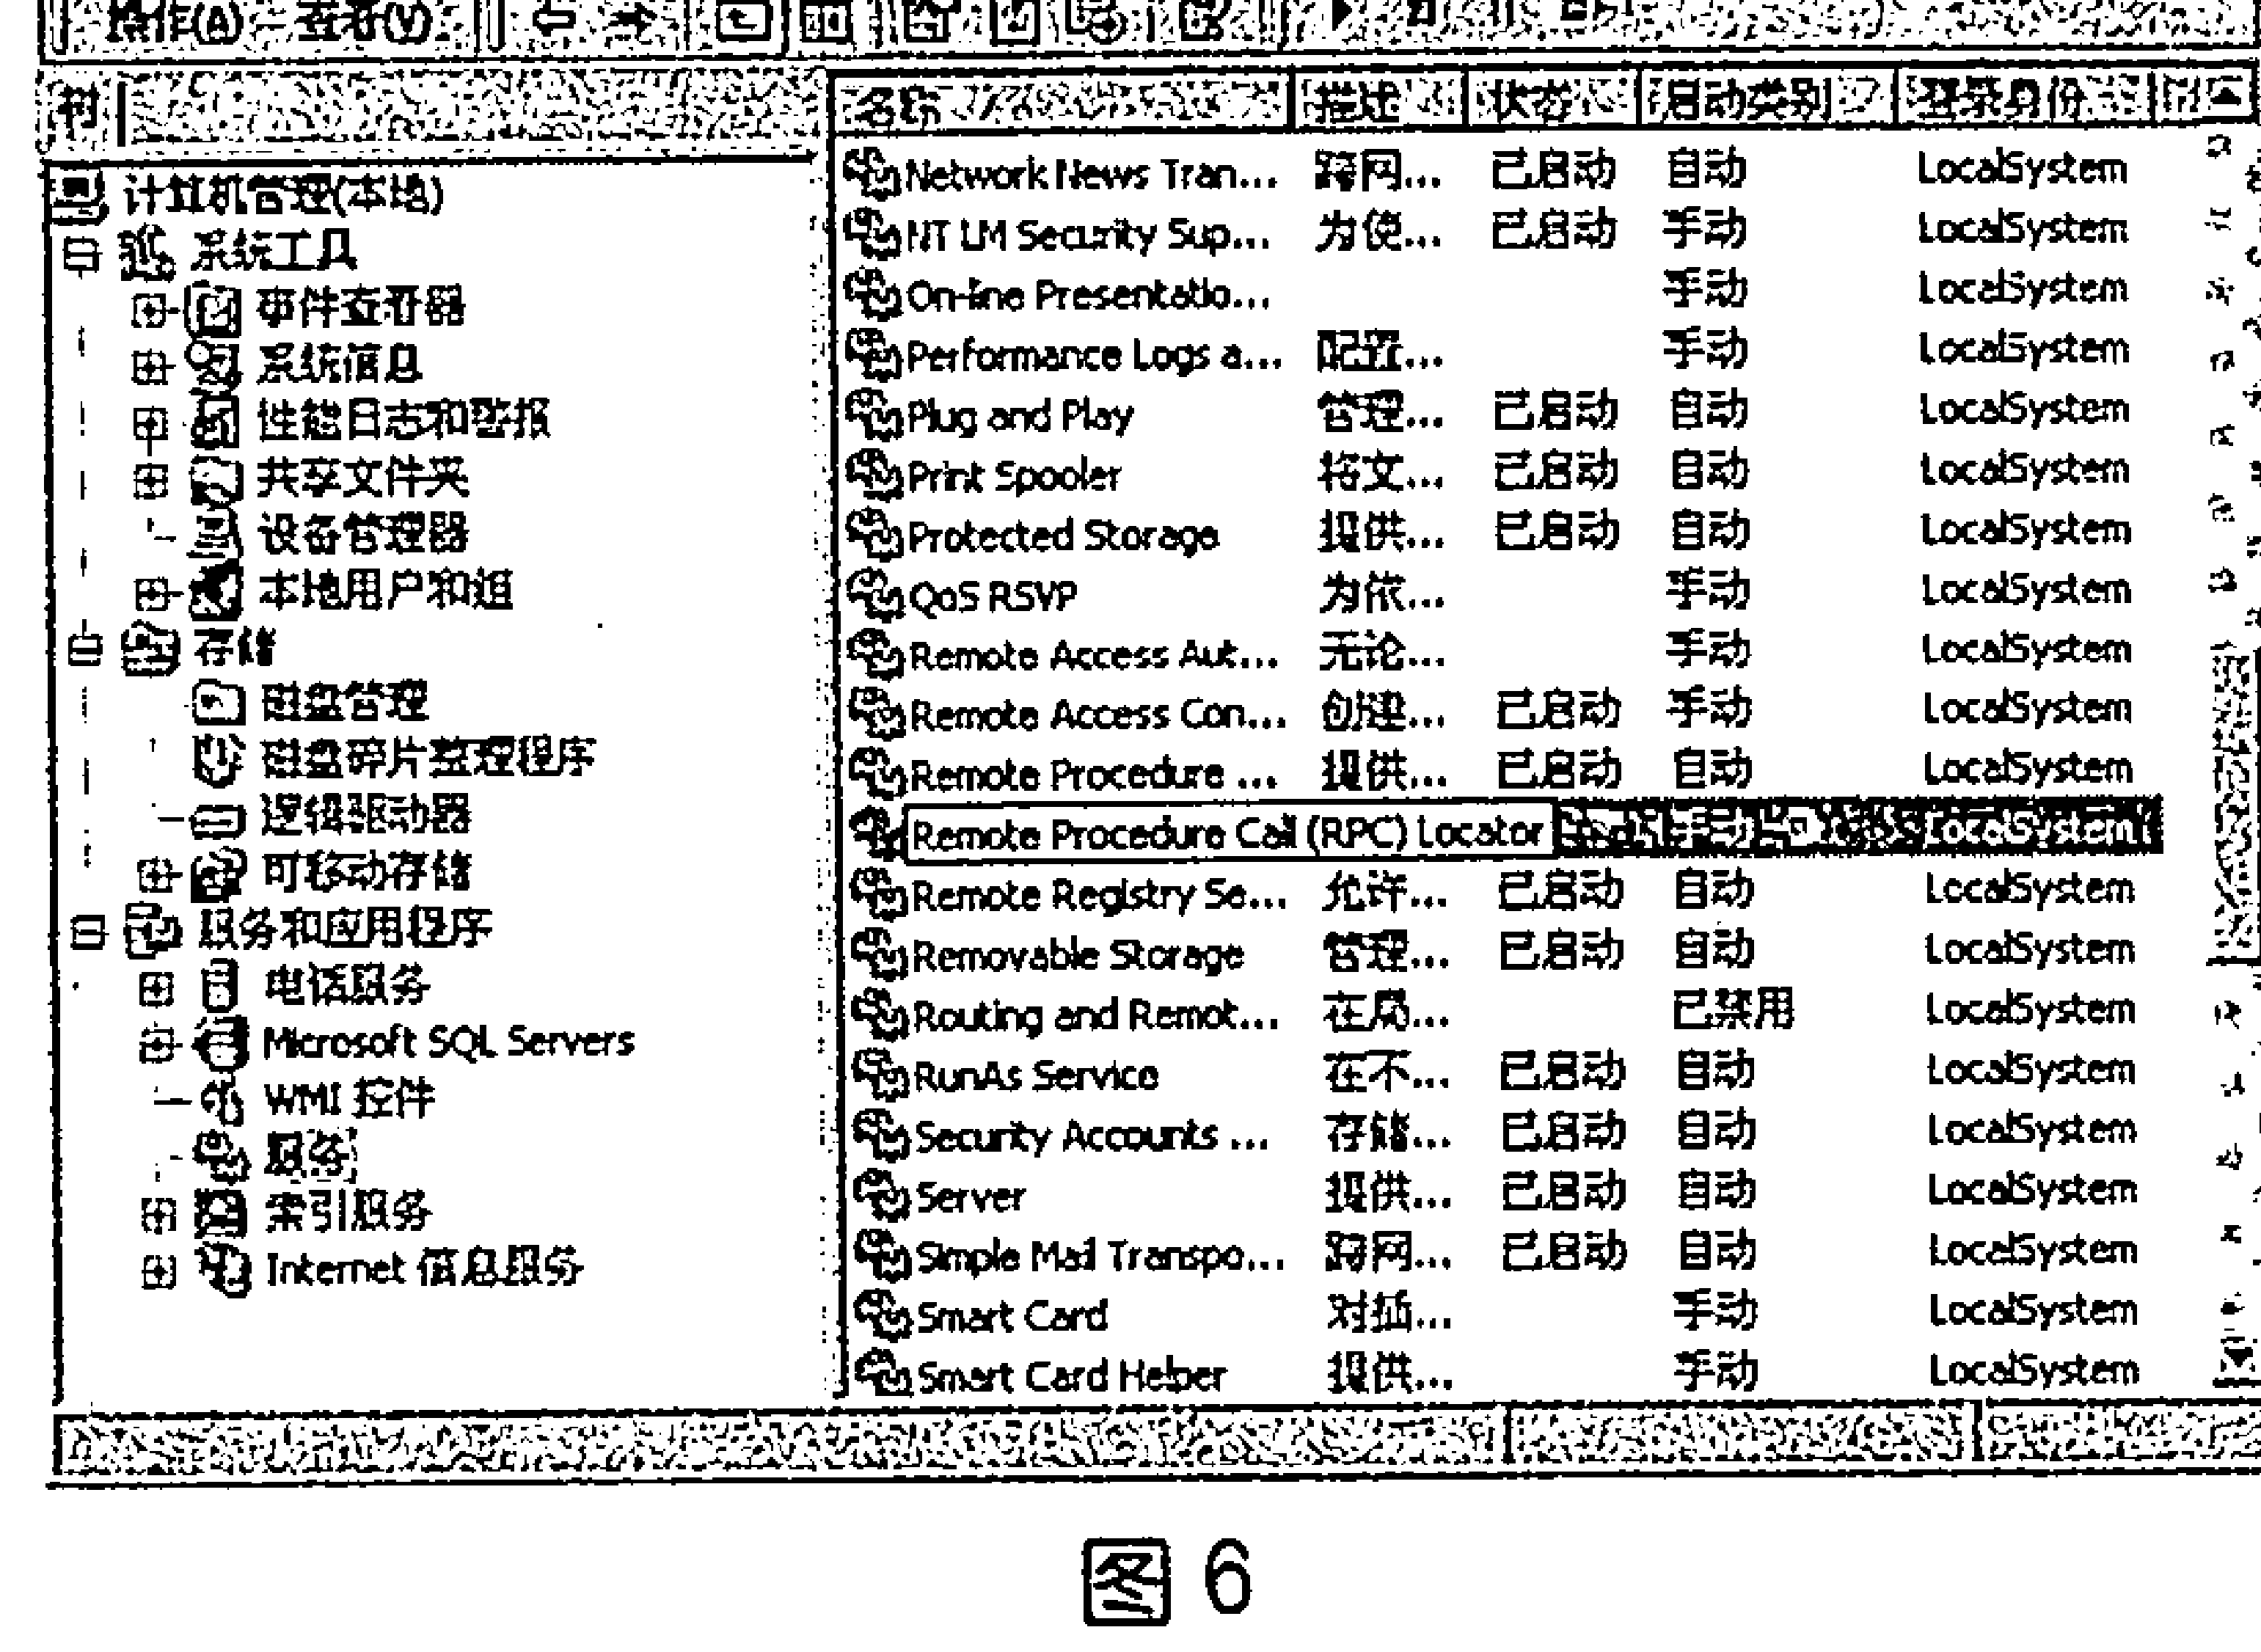 操作(A) 查看(V)
树
计算机管理(本地)
系统工具
事件查看器
系统信息
性能日志和警报
共享文件夹
设备管理器
本地用户和组
存储
磁盘管理
磁盘碎片整理程序
逻辑驱动器
可移动存储
服务和应用程序
电话服务
Microsoft SQL Servers
WMI 控件
服务
索引服务
Internet 信息服务
名称 描述 状态 启动类别 登录身份
Network News Tran... 跨网... 已启动 自动 LocalSystem
NT LM Security Sup... 为使... 已启动 手动 LocalSystem
On-line Presentatio... 手动 LocalSystem
Performance Logs a... 配置... 手动 LocalSystem
Plug and Play 管理... 已启动 自动 LocalSystem
Print Spooler 将文... 已启动 自动 LocalSystem
Protected Storage 提供... 已启动 自动 LocalSystem
QoS RSVP 为依... 手动 LocalSystem
Remote Access Aut... 无论... 手动 LocalSystem
Remote Access Con... 创建... 已启动 手动 LocalSystem
Remote Procedure ... 提供... 已启动 自动 LocalSystem
Remote Procedure Call (RPC) Locator 手动 LocalSystem
Remote Registry Se... 允许... 已启动 自动 LocalSystem
Removable Storage 管理... 已启动 自动 LocalSystem
Routing and Remot... 在局... 已禁用 LocalSystem
RunAs Service 在不... 已启动 自动 LocalSystem
Security Accounts ... 存储... 已启动 自动 LocalSystem
Server 提供... 已启动 自动 LocalSystem
Simple Mail Transpo... 跨网... 已启动 自动 LocalSystem
Smart Card 对插... 手动 LocalSystem
Smart Card Helper 提供... 手动 LocalSystem
图 6